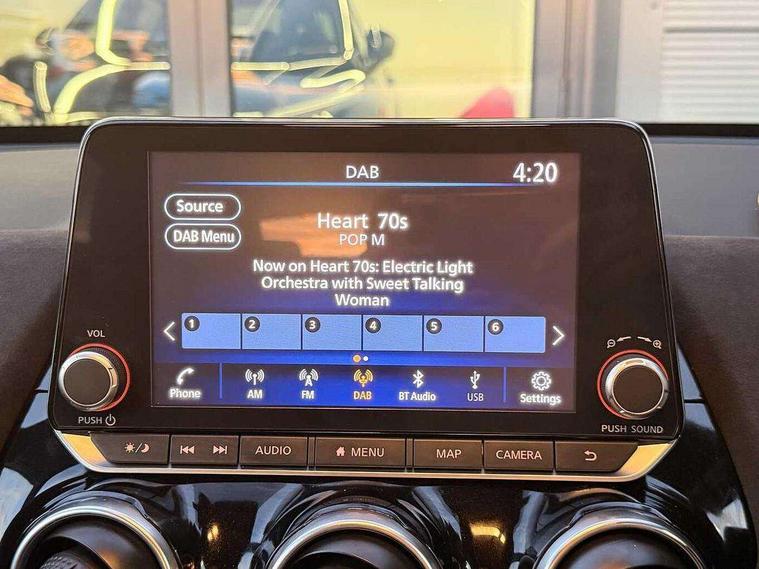 DAB
4:20
Source
DAB Menu
Heart 70s
POP M
Now on Heart 70s: Electric Light
Orchestra with Sweet Talking
Woman
1 2 3 4 5 6
Phone AM FM DAB BT Audio USB Settings
VOL
PUSH
PUSH SOUND
AUDIO MENU MAP CAMERA